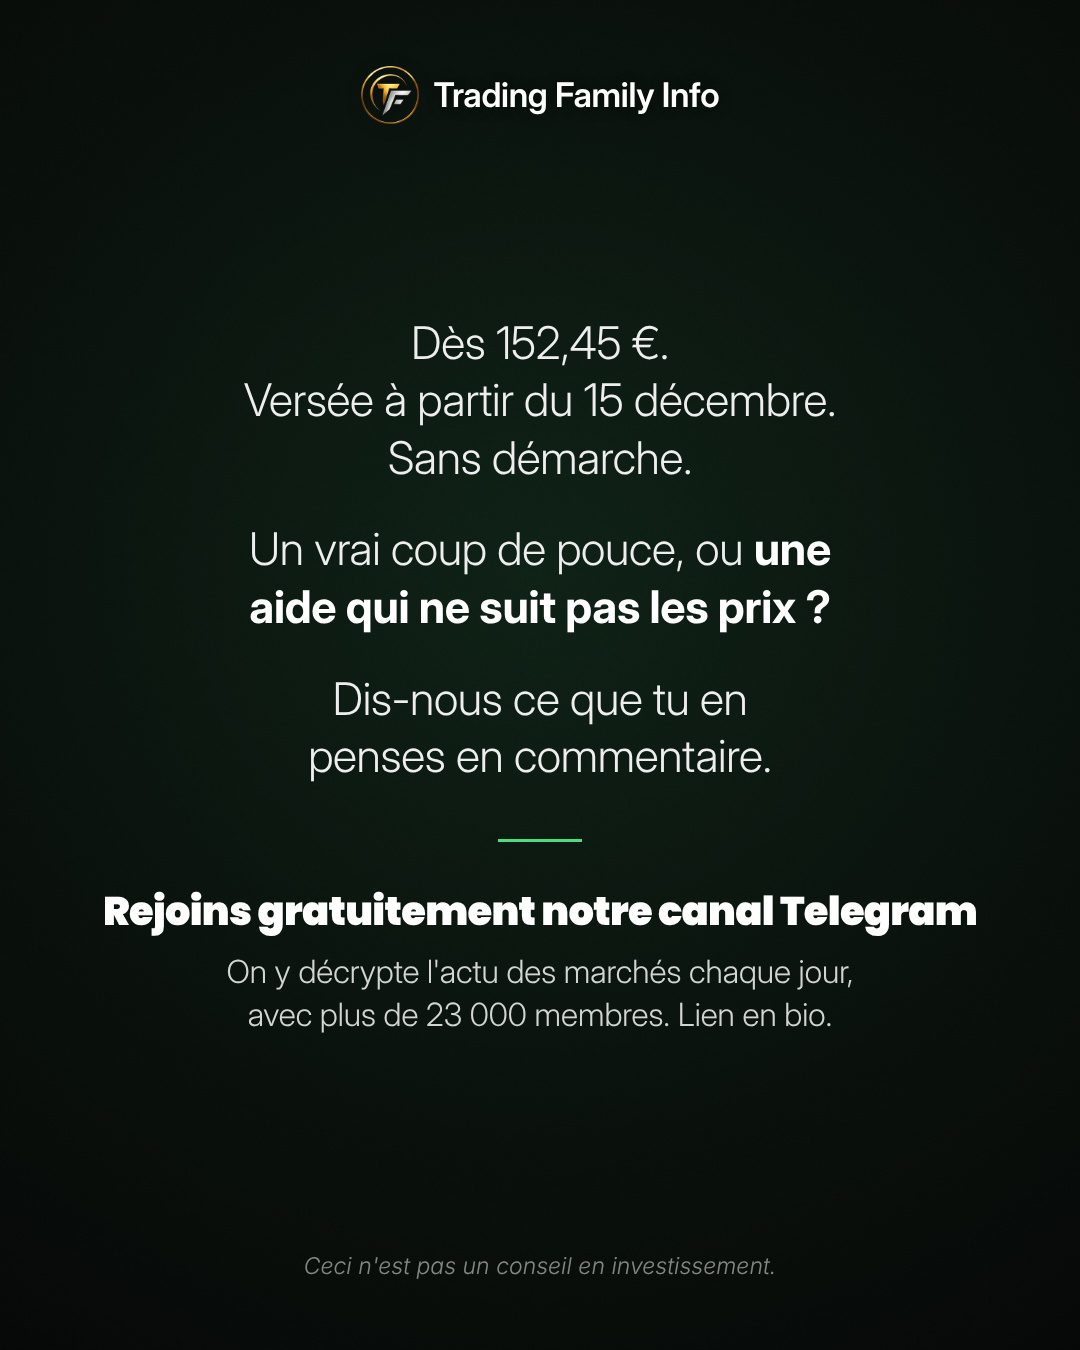 TF Trading Family Info
Dès 152,45 €.
Versée à partir du 15 décembre.
Sans démarche.
Un vrai coup de pouce, ou une
aide qui ne suit pas les prix ?
Dis-nous ce que tu en
penses en commentaire.
Rejoins gratuitement notre canal Telegram
On y décrypte l'actu des marchés chaque jour,
avec plus de 23 000 membres. Lien en bio.
Ceci n'est pas un conseil en investissement.